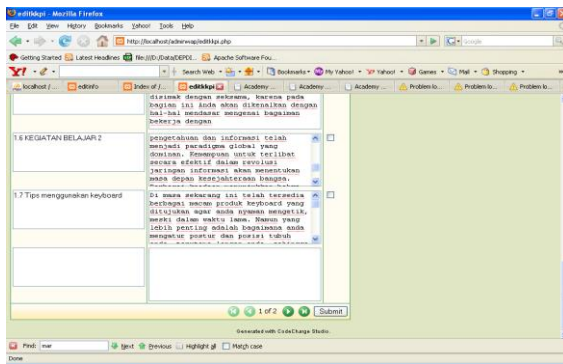 editkkpi - Mozilla Firefox
File Edit View History Bookmarks Yahoo! Tools Help
http://localhost/adminwap/editkkpi.php
Google
Getting Started Latest Headlines Apache Software Fou...
Search Web Bookmarks My Yahoo! Yahoo! Games Mail Shopping
localhost / ... editinfo Index of /... editkkpi Academy ... Academy ... Academy ... Problem lo... Problem lo... Problem lo...
disimak dengan seksama, karena pada
bagian ini Anda akan dikenalkan dengan
hal-hal mendasar mengenai bagaimana
bekerja dengan
1.6 KEGIATAN BELAJAR 2
pengetahuan dan informasi telah
menjadi paradigma global yang
dominan. Kemampuan untuk terlibat
secara efektif dalam revolusi
jaringan informasi akan menentukan
masa depan kesejahteraan bangsa.
1.7 Tips menggunakan keyboard
Di masa sekarang ini telah tersedia
berbagai macam produk keyboard yang
ditujukan agar anda nyaman mengetik,
meski dalam waktu lama. Namun yang
lebih penting adalah bagaimana anda
mengatur postur dan posisi tubuh
1 of 2 Submit
Generated with CodeCharge Studio.
Find: mar Next Previous Highlight all Match case
Done